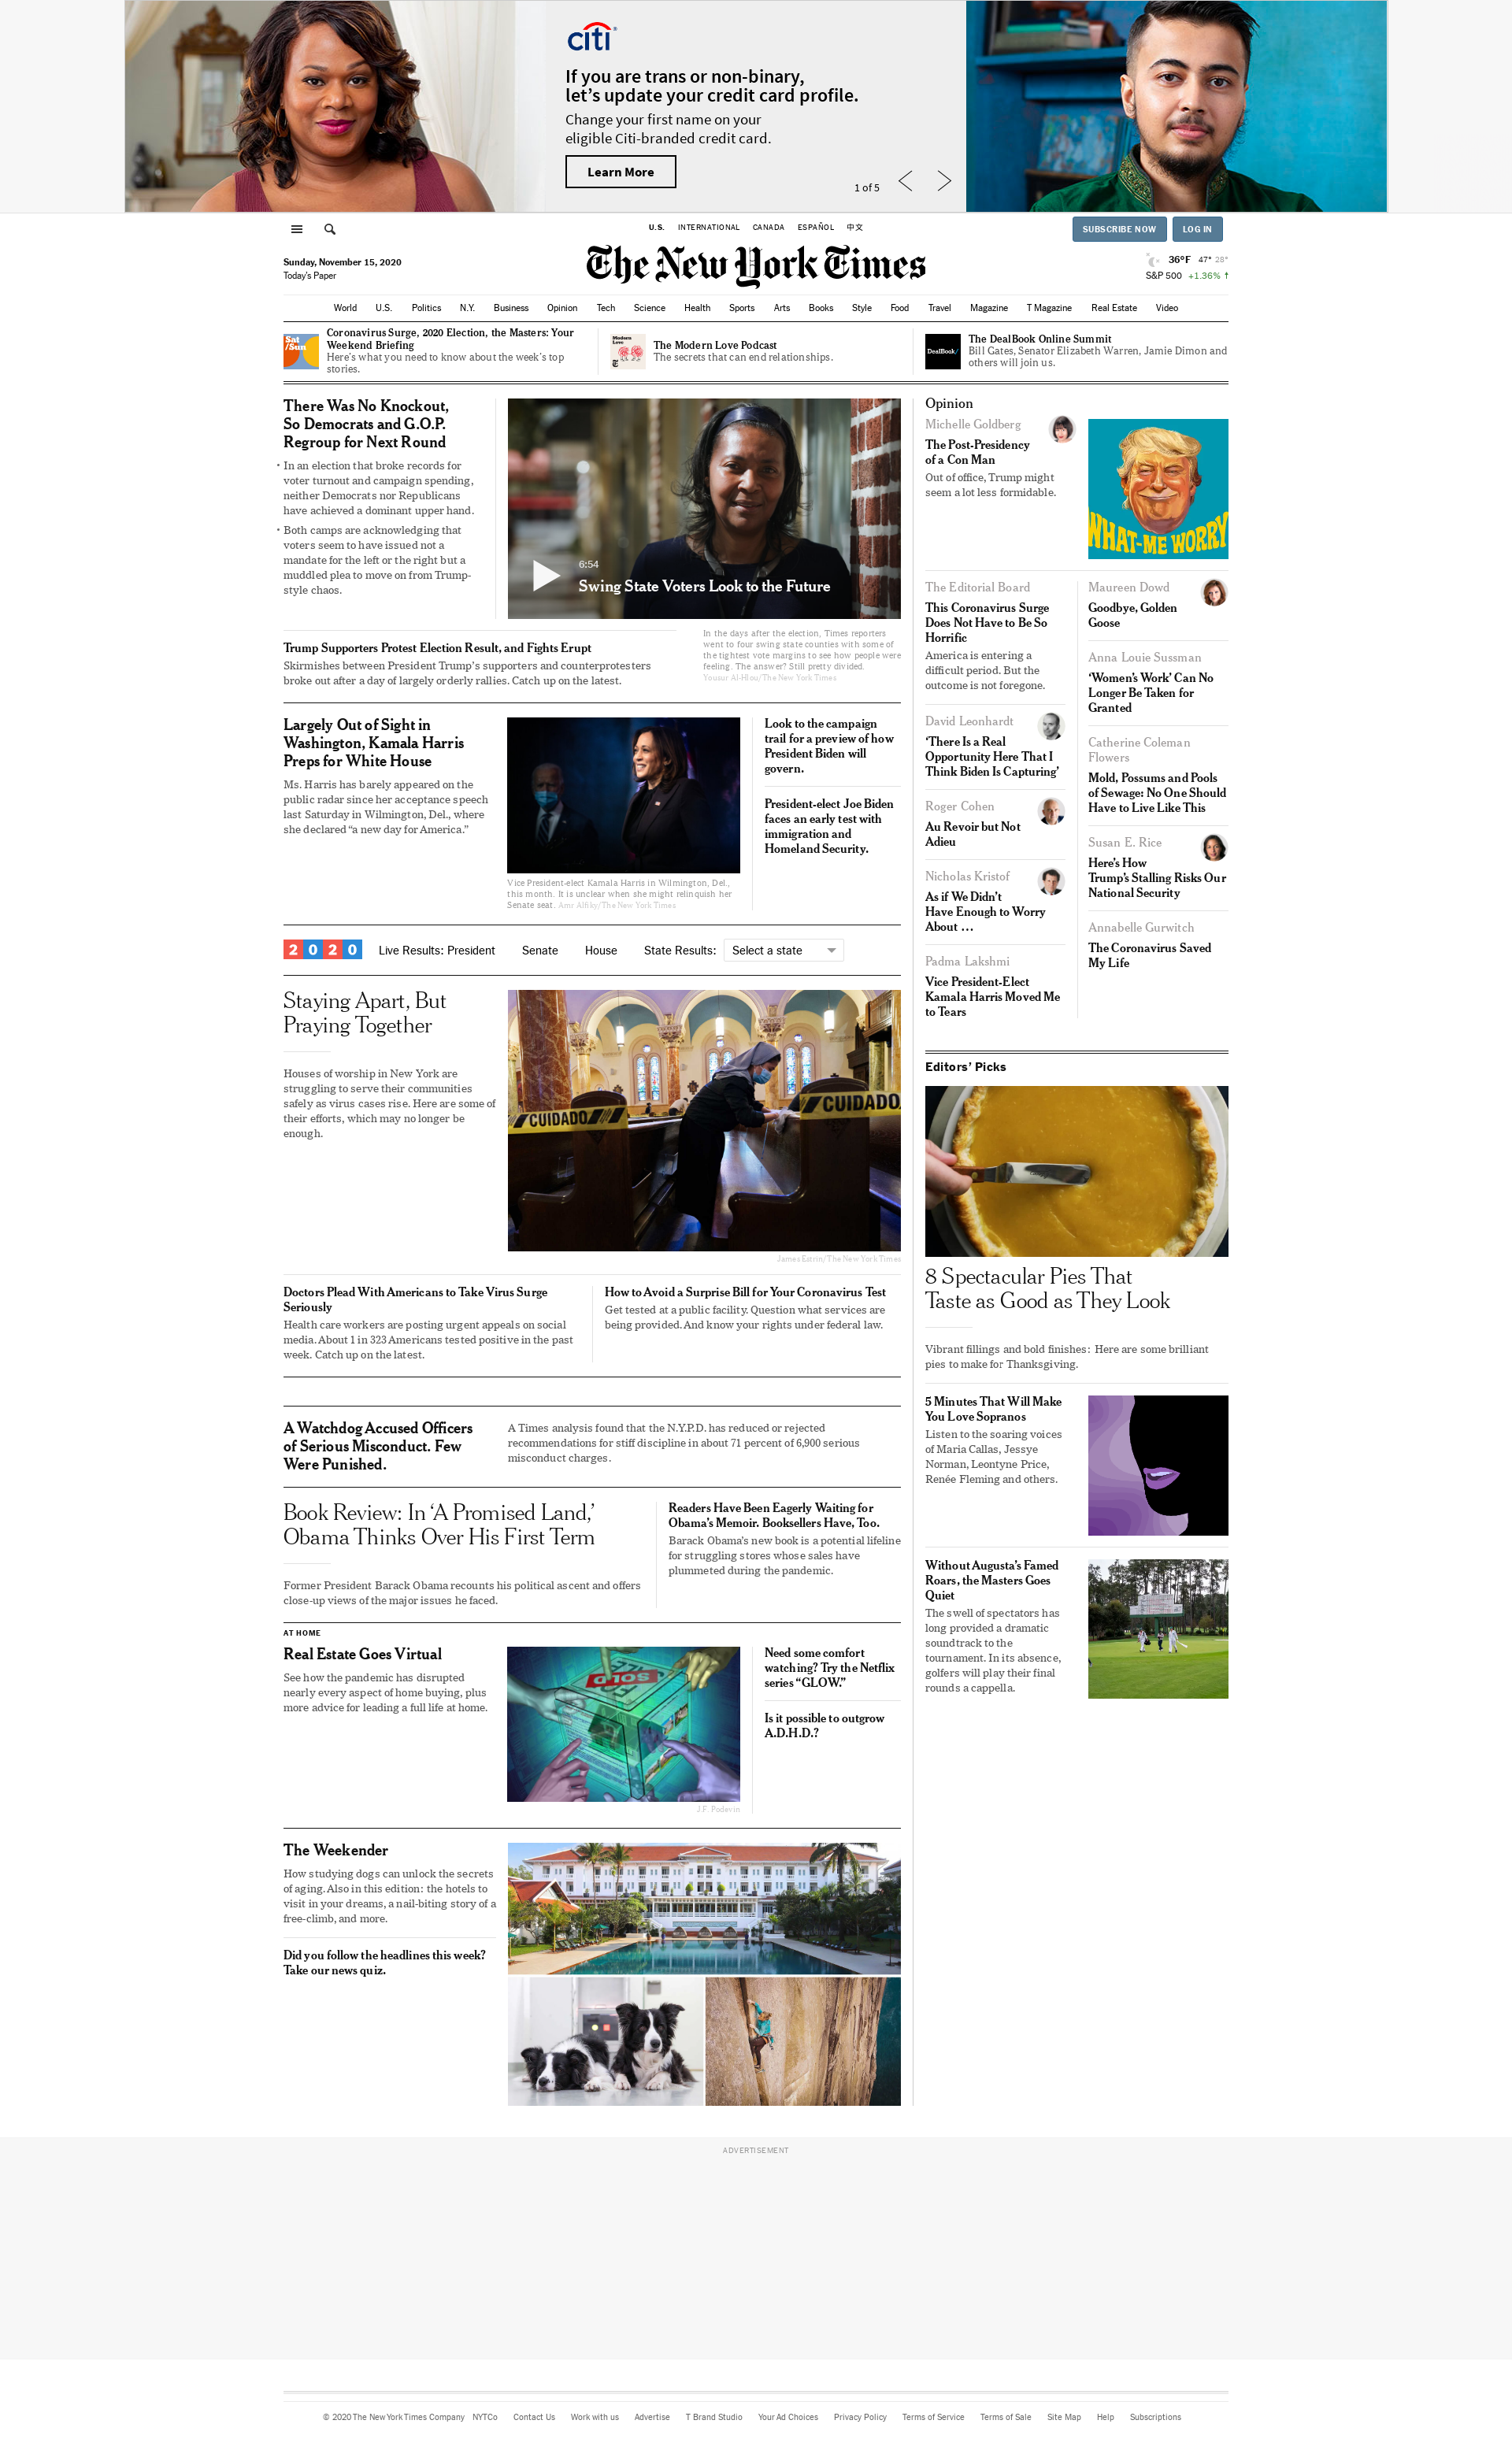 citi
If you are trans or non-binary,
let's update your credit card profile.
Change your first name on your
eligible Citi-branded credit card.
Learn More
1 of 5
U.S.
INTERNATIONAL
CANADA
ESPAÑOL
中文
SUBSCRIBE NOW
LOG IN
Sunday, November 15, 2020
Today's Paper
The New York Times
36°F 47° 28°
S&P 500 +1.36% ↑
World U.S. Politics N.Y. Business Opinion Tech Science Health Sports Arts Books Style Food Travel Magazine T Magazine Real Estate Video
Sat
/Sun
Coronavirus Surge, 2020 Election, the Masters: Your
Weekend Briefing
Here's what you need to know about the week's top
stories.
Modern
Love
The Modern Love Podcast
The secrets that can end relationships.
DealBook/
The DealBook Online Summit
Bill Gates, Senator Elizabeth Warren, Jamie Dimon and
others will join us.
There Was No Knockout,
So Democrats and G.O.P.
Regroup for Next Round
• In an election that broke records for
voter turnout and campaign spending,
neither Democrats nor Republicans
have achieved a dominant upper hand.
• Both camps are acknowledging that
voters seem to have issued not a
mandate for the left or the right but a
muddled plea to move on from Trump-
style chaos.
6:54
Swing State Voters Look to the Future
Trump Supporters Protest Election Result, and Fights Erupt
Skirmishes between President Trump's supporters and counterprotesters
broke out after a day of largely orderly rallies. Catch up on the latest.
In the days after the election, Times reporters
went to four swing state counties with some of
the tightest vote margins to see how people were
feeling. The answer? Still pretty divided.
Yousur Al-Hlou/The New York Times
Largely Out of Sight in
Washington, Kamala Harris
Preps for White House
Ms. Harris has barely appeared on the
public radar since her acceptance speech
last Saturday in Wilmington, Del., where
she declared “a new day for America.”
Vice President-elect Kamala Harris in Wilmington, Del.,
this month. It is unclear when she might relinquish her
Senate seat. Amr Alfiky/The New York Times
Look to the campaign
trail for a preview of how
President Biden will
govern.
President-elect Joe Biden
faces an early test with
immigration and
Homeland Security.
2020
Live Results: President
Senate
House
State Results:
Select a state
Staying Apart, But
Praying Together
Houses of worship in New York are
struggling to serve their communities
safely as virus cases rise. Here are some of
their efforts, which may no longer be
enough.
CUIDADO
CUIDADO
James Estrin/The New York Times
Doctors Plead With Americans to Take Virus Surge
Seriously
Health care workers are posting urgent appeals on social
media. About 1 in 323 Americans tested positive in the past
week. Catch up on the latest.
How to Avoid a Surprise Bill for Your Coronavirus Test
Get tested at a public facility. Question what services are
being provided. And know your rights under federal law.
A Watchdog Accused Officers
of Serious Misconduct. Few
Were Punished.
A Times analysis found that the N.Y.P.D. has reduced or rejected
recommendations for stiff discipline in about 71 percent of 6,900 serious
misconduct charges.
Book Review: In ‘A Promised Land,’
Obama Thinks Over His First Term
Former President Barack Obama recounts his political ascent and offers
close-up views of the major issues he faced.
Readers Have Been Eagerly Waiting for
Obama's Memoir. Booksellers Have, Too.
Barack Obama's new book is a potential lifeline
for struggling stores whose sales have
plummeted during the pandemic.
AT HOME
Real Estate Goes Virtual
See how the pandemic has disrupted
nearly every aspect of home buying, plus
more advice for leading a full life at home.
SOLD
J.F. Podevin
Need some comfort
watching? Try the Netflix
series “GLOW.”
Is it possible to outgrow
A.D.H.D.?
The Weekender
How studying dogs can unlock the secrets
of aging. Also in this edition: the hotels to
visit in your dreams, a nail-biting story of a
free-climb, and more.
Did you follow the headlines this week?
Take our news quiz.
Opinion
Michelle Goldberg
The Post-Presidency
of a Con Man
Out of office, Trump might
seem a lot less formidable.
WHAT-ME WORRY
The Editorial Board
This Coronavirus Surge
Does Not Have to Be So
Horrific
America is entering a
difficult period. But the
outcome is not foregone.
David Leonhardt
‘There Is a Real
Opportunity Here That I
Think Biden Is Capturing’
Roger Cohen
Au Revoir but Not
Adieu
Nicholas Kristof
As if We Didn't
Have Enough to Worry
About …
Padma Lakshmi
Vice President-Elect
Kamala Harris Moved Me
to Tears
Maureen Dowd
Goodbye, Golden
Goose
Anna Louie Sussman
‘Women's Work’ Can No
Longer Be Taken for
Granted
Catherine Coleman
Flowers
Mold, Possums and Pools
of Sewage: No One Should
Have to Live Like This
Susan E. Rice
Here's How
Trump's Stalling Risks Our
National Security
Annabelle Gurwitch
The Coronavirus Saved
My Life
Editors' Picks
8 Spectacular Pies That
Taste as Good as They Look
Vibrant fillings and bold finishes: Here are some brilliant
pies to make for Thanksgiving.
5 Minutes That Will Make
You Love Sopranos
Listen to the soaring voices
of Maria Callas, Jessye
Norman, Leontyne Price,
Renée Fleming and others.
Without Augusta's Famed
Roars, the Masters Goes
Quiet
The swell of spectators has
long provided a dramatic
soundtrack to the
tournament. In its absence,
golfers will play their final
rounds a cappella.
ADVERTISEMENT
© 2020 The New York Times Company NYTCo Contact Us Work with us Advertise T Brand Studio Your Ad Choices Privacy Policy Terms of Service Terms of Sale Site Map Help Subscriptions